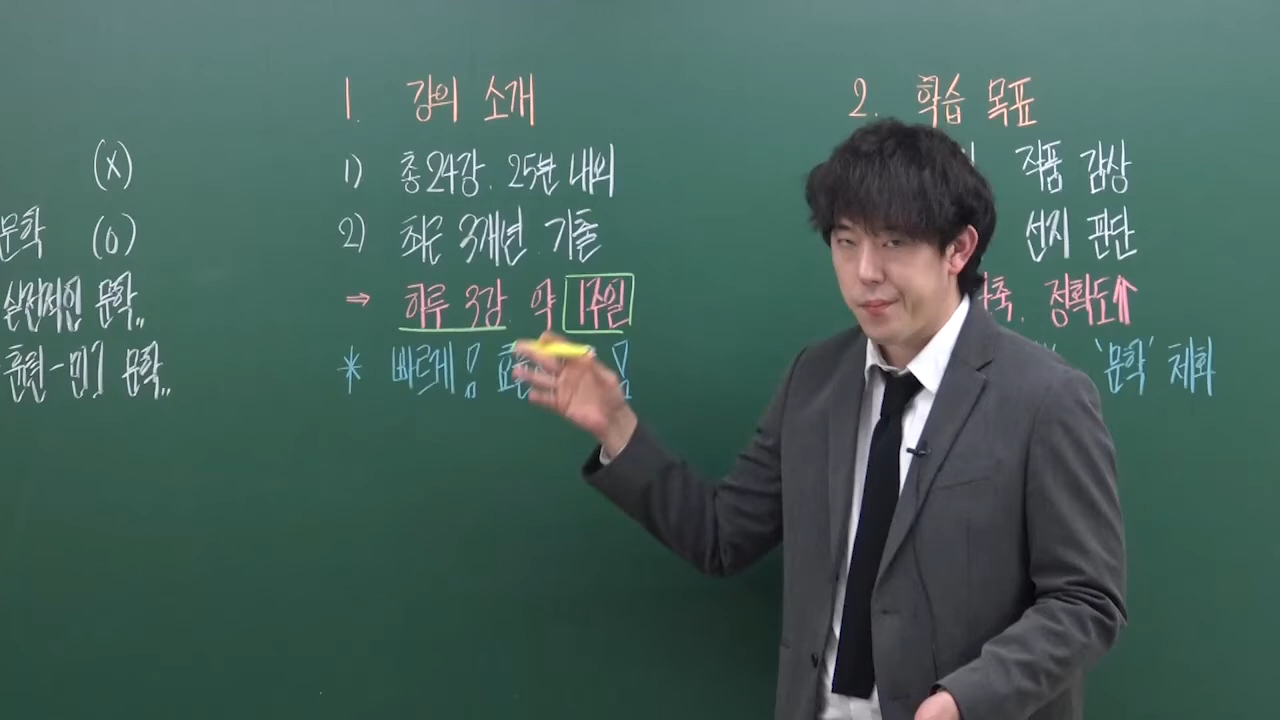 (X)
문학 (O)
실전적인 문학..
훈련-만? 문학..
1. 강의 소개
1) 총 24강. 25분 내외
2) 최근 3개년 기출
⇒ 하루 3강. 약 1주일
* 빠르게! !
2. 학습 목표
작품 감상
선지 판단
정확도↑
'문학' 체화